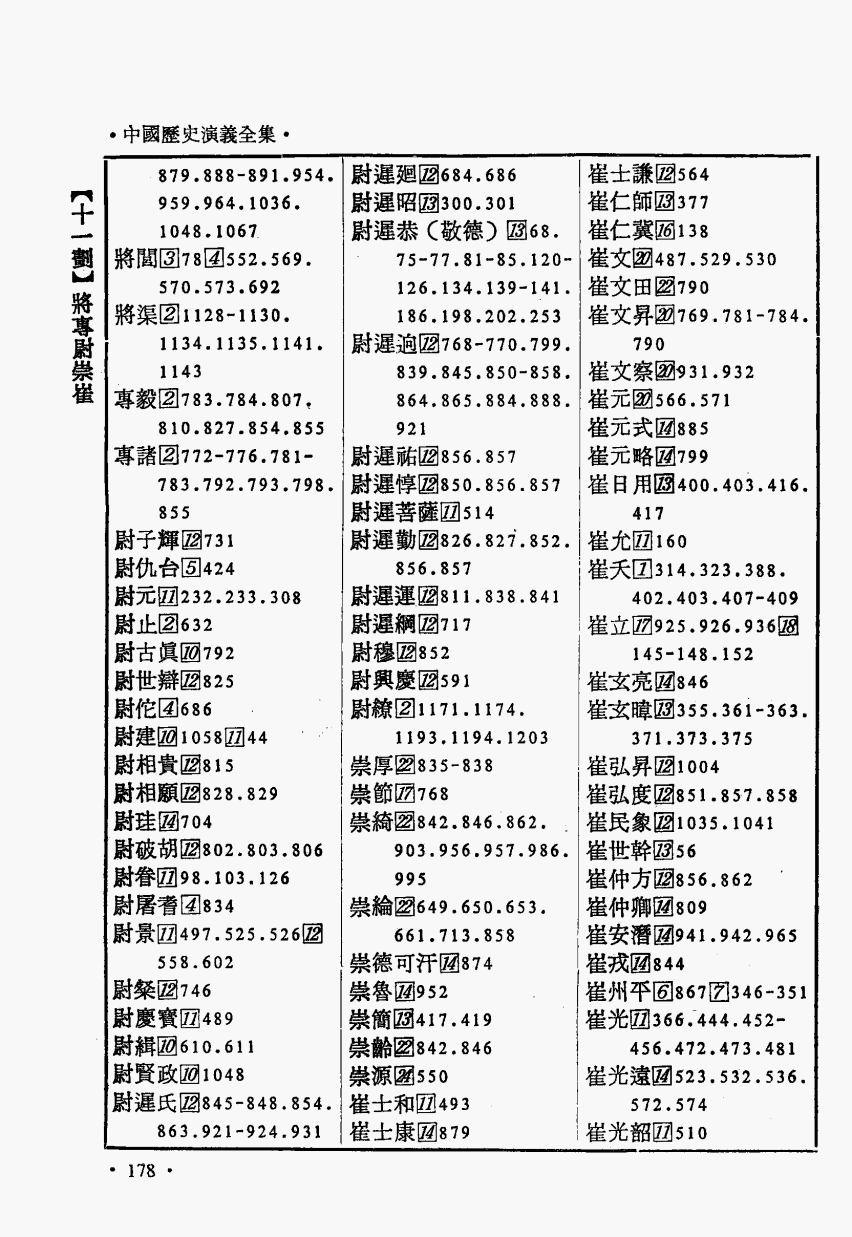 •中國歷史演義全集•
【十一劃】將專尉崇崔
879.888-891.954.
959.964.1036.
1048.1067
將閭③78④552.569.
570.573.692
將渠②1128-1130.
1134.1135.1141.
1143
專毅②783.784.807.
810.827.854.855
專諸②772-776.781-
783.792.793.798.
855
尉子輝⑫731
尉仇台⑤424
尉元⑪232.233.308
尉止②632
尉古眞⑩792
尉世辯⑫825
尉佗④686
尉建⑩1058⑪44
尉相貴⑫815
尉相願⑫828.829
尉珪⑭704
尉破胡⑫802.803.806
尉眷⑪98.103.126
尉屠耆④834
尉景⑪497.525.526⑫
558.602
尉粲⑫746
尉慶賓⑪489
尉緝⑩610.611
尉賢政⑩1048
尉遲氏⑫845-848.854.
863.921-924.931
尉遲廻⑫684.686
尉遲昭⑬300.301
尉遲恭（敬德）⑬68.
75-77.81-85.120-
126.134.139-141.
186.198.202.253
尉遲逈⑫768-770.799.
839.845.850-858.
864.865.884.888.
921
尉遲祐⑫856.857
尉遲惇⑫850.856.857
尉遲菩薩⑪514
尉遲勤⑫826.827.852.
856.857
尉遲運⑫811.838.841
尉遲綱⑫717
尉穆⑫852
尉興慶⑫591
尉繚②1171.1174.
1193.1194.1203
崇厚㉒835-838
崇節⑰768
崇綺㉒842.846.862.
903.956.957.986.
995
崇綸㉒649.650.653.
661.713.858
崇德可汗⑭874
崇魯⑭952
崇簡⑬417.419
崇齡㉒842.846
崇源㉔550
崔士和⑪493
崔士康⑭879
崔士謙⑫564
崔仁師⑬377
崔仁冀⑯138
崔文⑳487.529.530
崔文田㉒790
崔文昇⑳769.781-784.
790
崔文察⑳931.932
崔元⑳566.571
崔元式⑭885
崔元略⑭799
崔日用⑬400.403.416.
417
崔允⑪160
崔夭①314.323.388.
402.403.407-409
崔立⑰925.926.936⑱
145-148.152
崔玄亮⑭846
崔玄暐⑬355.361-363.
371.373.375
崔弘昇⑫1004
崔弘度⑫851.857.858
崔民象⑫1035.1041
崔世幹⑬56
崔仲方⑫856.862
崔仲卿⑭809
崔安潛⑭941.942.965
崔戎⑭844
崔州平⑥867⑦346-351
崔光⑪366.444.452-
456.472.473.481
崔光遠⑭523.532.536.
572.574
崔光韶⑪510
• 178 •